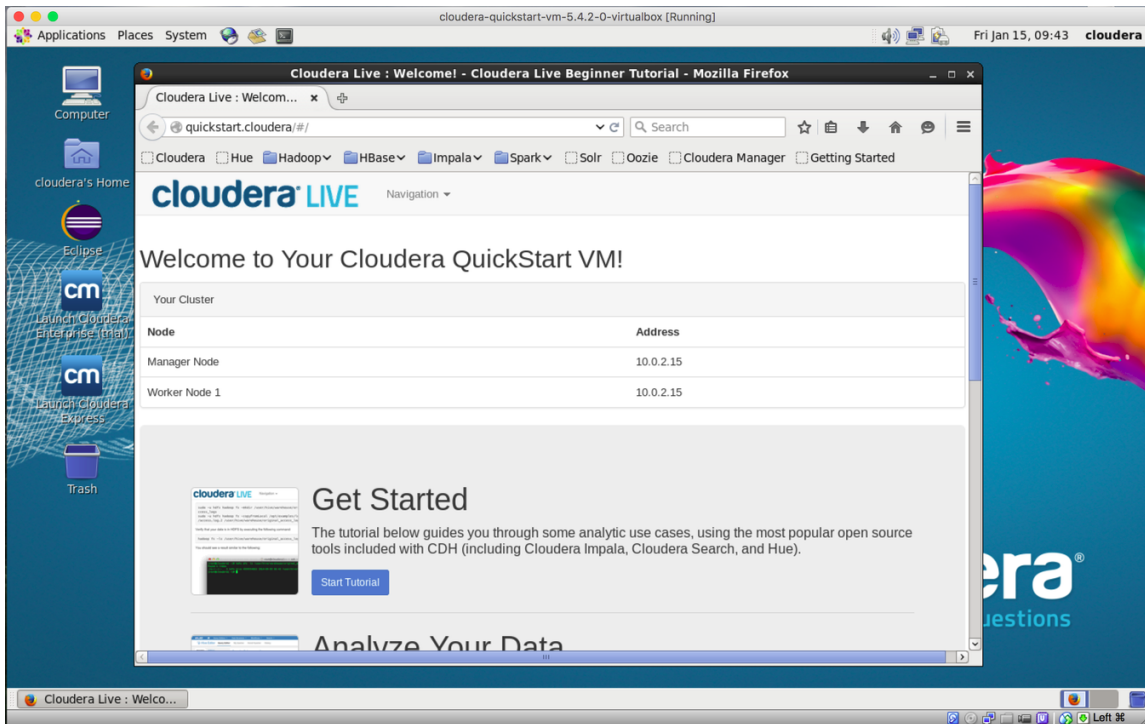 cloudera-quickstart-vm-5.4.2-0-virtualbox [Running]
Applications Places System Fri Jan 15, 09:43 cloudera
Computer
cloudera's Home
Eclipse
cm
Launch Cloudera
Enterprise (trial)
cm
Launch Cloudera
Express
Trash
Cloudera Live : Welcome! - Cloudera Live Beginner Tutorial - Mozilla Firefox
Cloudera Live : Welcom...
quickstart.cloudera/#/ Search
Cloudera Hue Hadoop HBase Impala Spark Solr Oozie Cloudera Manager Getting Started
cloudera LIVE Navigation
Welcome to Your Cloudera QuickStart VM!
Your Cluster
Node Address
Manager Node 10.0.2.15
Worker Node 1 10.0.2.15
cloudera LIVE
Get Started
The tutorial below guides you through some analytic use cases, using the most popular open source
tools included with CDH (including Cloudera Impala, Cloudera Search, and Hue).
Start Tutorial
Analyze Your Data
era®
uestions
Cloudera Live : Welco...
Left ⌘